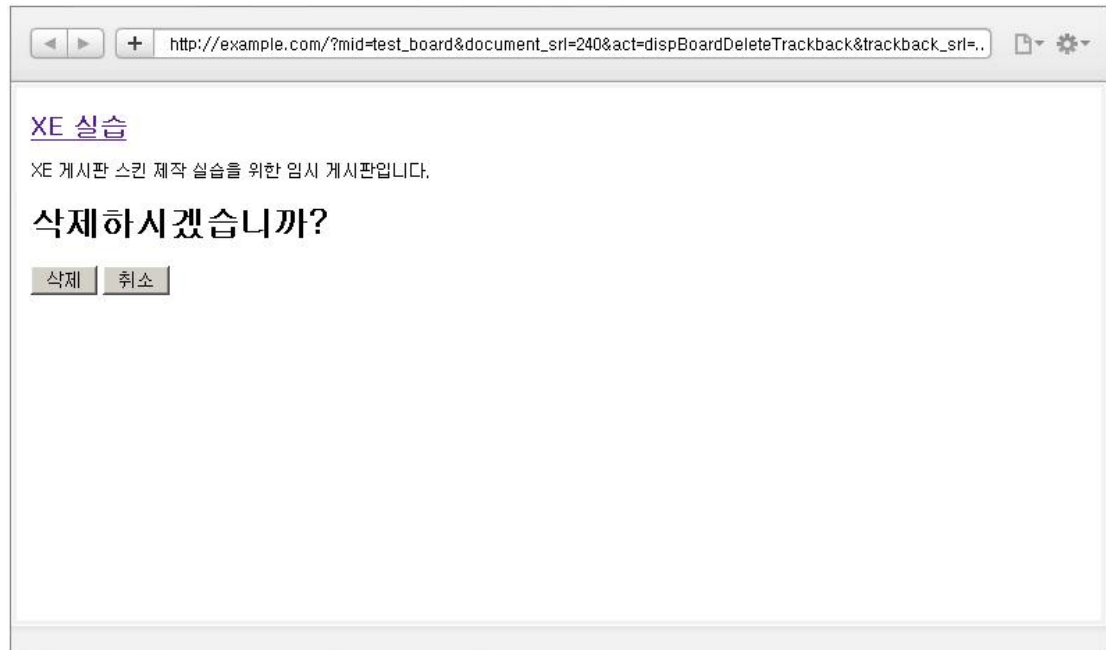 http://example.com/?mid=test_board&document_srl=240&act=dispBoardDeleteTrackback&trackback_srl=..
XE 실습
XE 게시판 스킨 제작 실습을 위한 임시 게시판입니다.
삭제하시겠습니까?
삭제 취소